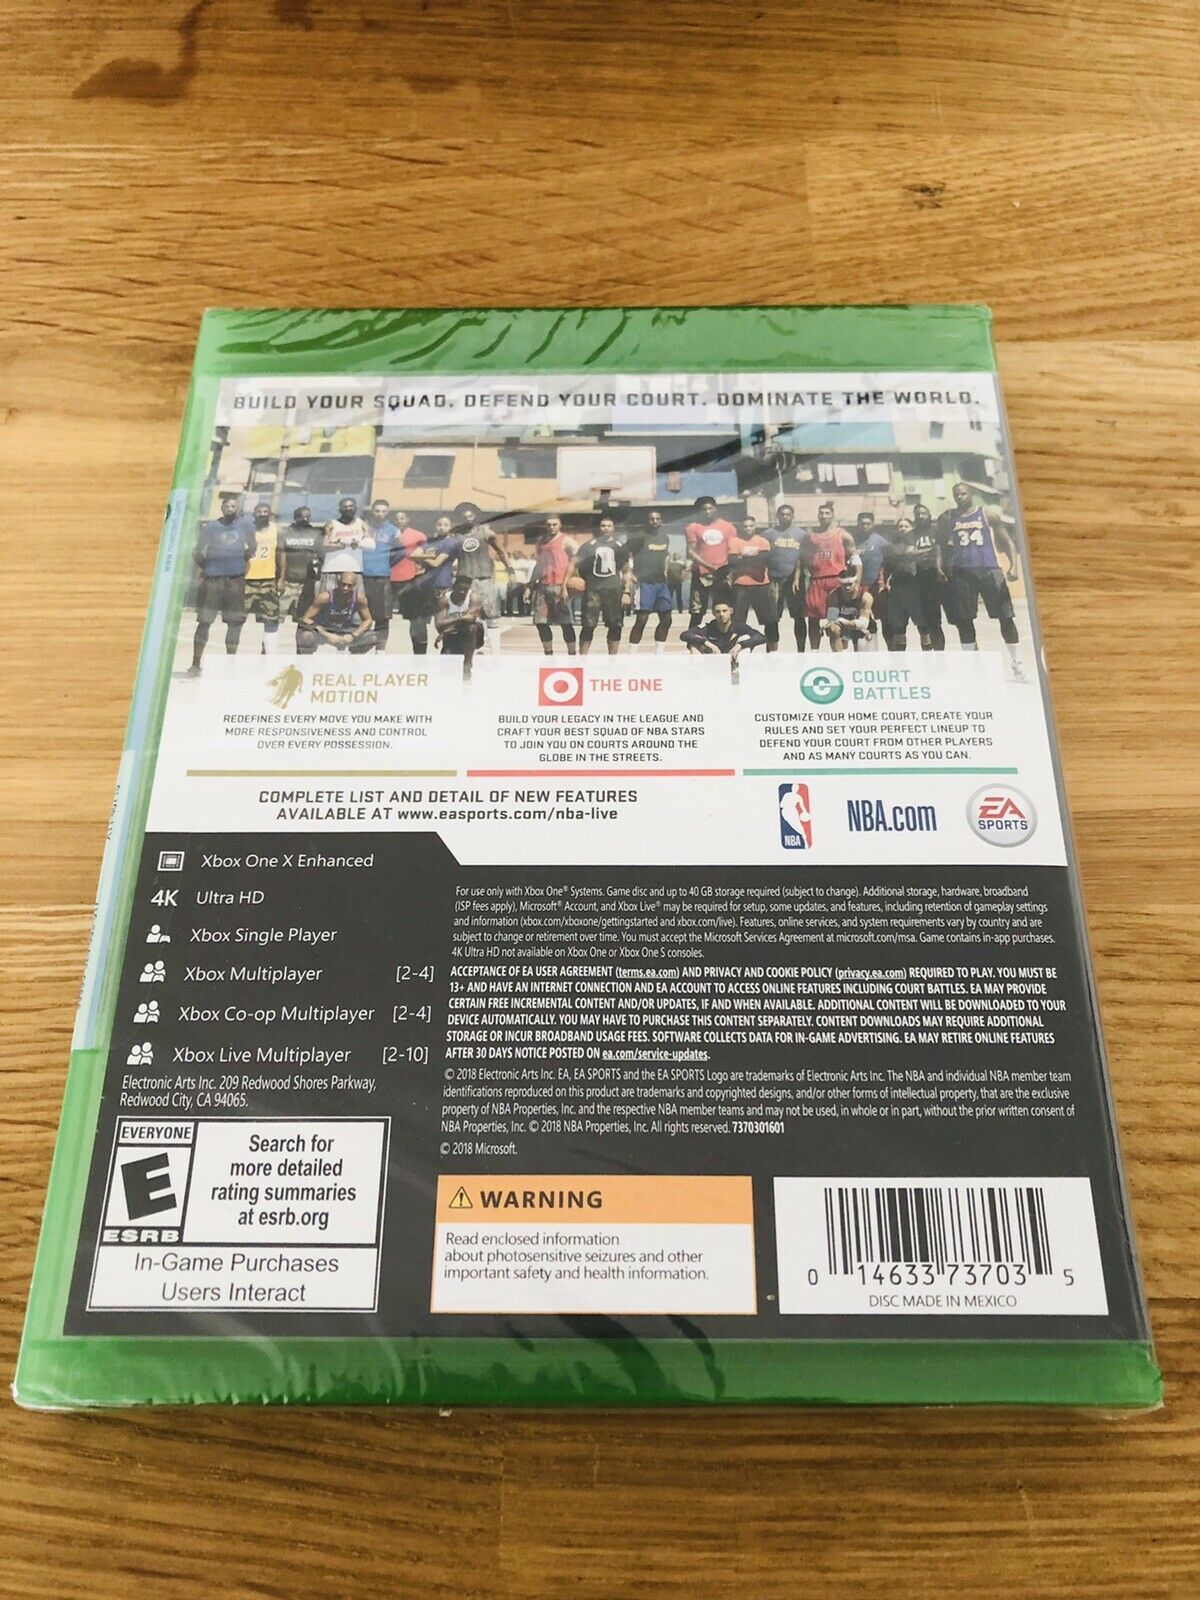 BUILD YOUR SQUAD. DEFEND YOUR COURT. DOMINATE THE WORLD.
2
WOLVES
34
REAL PLAYER
MOTION
REDEFINES EVERY MOVE YOU MAKE WITH
MORE RESPONSIVENESS AND CONTROL
OVER EVERY POSSESSION.
THE ONE
BUILD YOUR LEGACY IN THE LEAGUE AND
CRAFT YOUR BEST SQUAD OF NBA STARS
TO JOIN YOU ON COURTS AROUND THE
GLOBE IN THE STREETS.
COURT
BATTLES
CUSTOMIZE YOUR HOME COURT, CREATE YOUR
RULES AND SET YOUR PERFECT LINEUP TO
DEFEND YOUR COURT FROM OTHER PLAYERS
AND AS MANY COURTS AS YOU CAN.
COMPLETE LIST AND DETAIL OF NEW FEATURES
AVAILABLE AT www.easports.com/nba-live
NBA
NBA.com
EA
SPORTS
Xbox One X Enhanced
4K Ultra HD
Xbox Single Player
Xbox Multiplayer [2-4]
Xbox Co-op Multiplayer [2-4]
Xbox Live Multiplayer [2-10]
Electronic Arts Inc. 209 Redwood Shores Parkway,
Redwood City, CA 94065.
For use only with Xbox One® Systems. Game disc and up to 40 GB storage required (subject to change). Additional storage, hardware, broadband
(ISP fees apply), Microsoft® Account, and Xbox Live® may be required for setup, some updates, and features, including retention of gameplay settings
and information (xbox.com/xboxone/gettingstarted and xbox.com/live). Features, online services, and system requirements vary by country and are
subject to change or retirement over time. You must accept the Microsoft Services Agreement at microsoft.com/msa. Game contains in-app purchases.
4K Ultra HD not available on Xbox One or Xbox One S consoles.
ACCEPTANCE OF EA USER AGREEMENT (terms.ea.com) AND PRIVACY AND COOKIE POLICY (privacy.ea.com) REQUIRED TO PLAY. YOU MUST BE
13+ AND HAVE AN INTERNET CONNECTION AND EA ACCOUNT TO ACCESS ONLINE FEATURES INCLUDING COURT BATTLES. EA MAY PROVIDE
CERTAIN FREE INCREMENTAL CONTENT AND/OR UPDATES, IF AND WHEN AVAILABLE. ADDITIONAL CONTENT WILL BE DOWNLOADED TO YOUR
DEVICE AUTOMATICALLY. YOU MAY HAVE TO PURCHASE THIS CONTENT SEPARATELY. CONTENT DOWNLOADS MAY REQUIRE ADDITIONAL
STORAGE OR INCUR BROADBAND USAGE FEES. SOFTWARE COLLECTS DATA FOR IN-GAME ADVERTISING. EA MAY RETIRE ONLINE FEATURES
AFTER 30 DAYS NOTICE POSTED ON ea.com/service-updates.
© 2018 Electronic Arts Inc. EA, EA SPORTS and the EA SPORTS Logo are trademarks of Electronic Arts Inc. The NBA and individual NBA member team
identifications reproduced on this product are trademarks and copyrighted designs, and/or other forms of intellectual property, that are the exclusive
property of NBA Properties, Inc. and the respective NBA member teams and may not be used, in whole or in part, without the prior written consent of
NBA Properties, Inc. © 2018 NBA Properties, Inc. All rights reserved. 7370301601
© 2018 Microsoft.
EVERYONE
E
ESRB
Search for
more detailed
rating summaries
at esrb.org
In-Game Purchases
Users Interact
WARNING
Read enclosed information
about photosensitive seizures and other
important safety and health information.
0 14633 73703 5
DISC MADE IN MEXICO